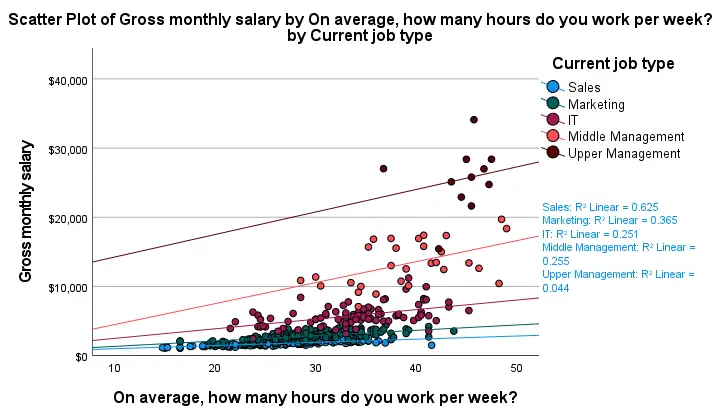 Scatter Plot of Gross monthly salary by On average, how many hours do you work per week?
by Current job type
Current job type
Sales
Marketing
IT
Middle Management
Upper Management
Sales: R² Linear = 0.625
Marketing: R² Linear = 0.365
IT: R² Linear = 0.251
Middle Management: R² Linear =
0.255
Upper Management: R² Linear =
0.044
Gross monthly salary
$40,000
$30,000
$20,000
$10,000
$0
10 20 30 40 50
On average, how many hours do you work per week?